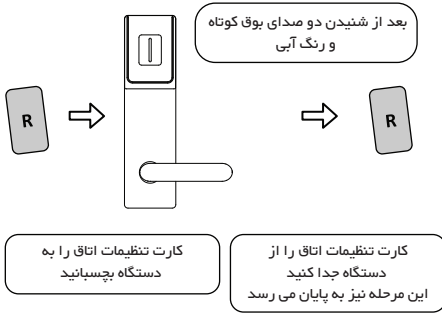 بعد از شنیدن دو صدای بوق کوتاه
و رنگ آبی
R
R
کارت تنظیمات اتاق را به
دستگاه بچسبانید
کارت تنظیمات اتاق را از
دستگاه جدا کنید
این مرحله نیز به پایان می رسد